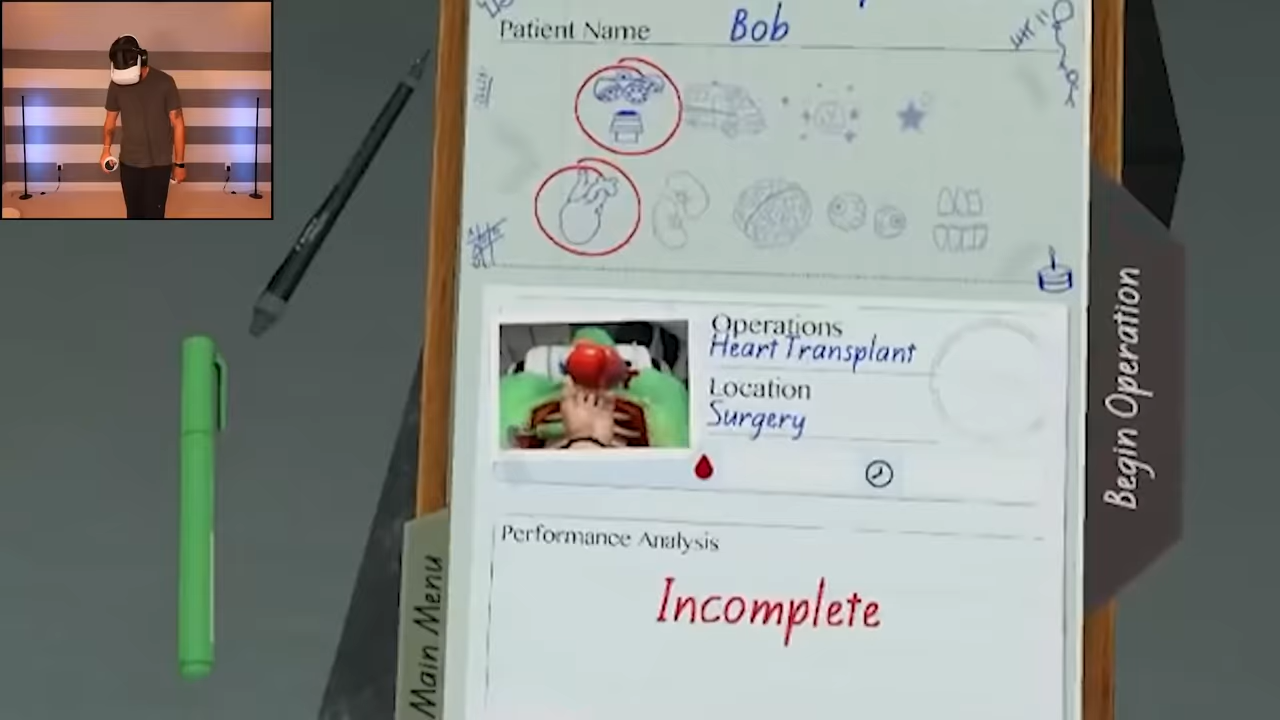 Patient Name Bob
Operations
Heart Transplant
Location
Surgery
Begin Operation
Performance Analysis
Incomplete
Main Menu